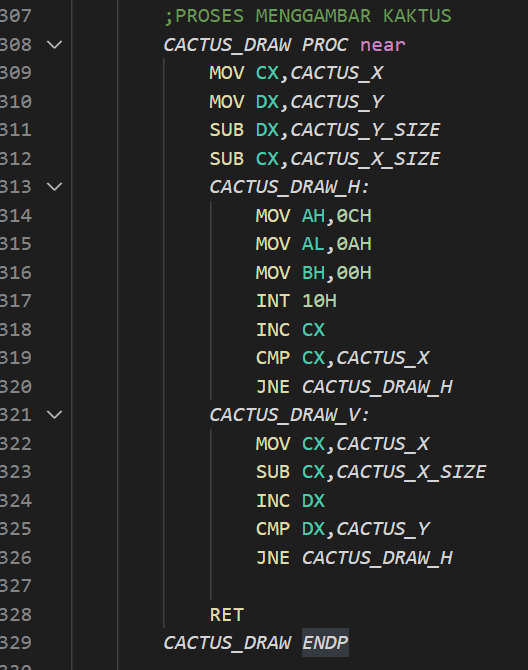 307 ;PROSES MENGGAMBAR KAKTUS
308 CACTUS_DRAW PROC near
309 MOV CX,CACTUS_X
310 MOV DX,CACTUS_Y
311 SUB DX,CACTUS_Y_SIZE
312 SUB CX,CACTUS_X_SIZE
313 CACTUS_DRAW_H:
314 MOV AH,0CH
315 MOV AL,0AH
316 MOV BH,00H
317 INT 10H
318 INC CX
319 CMP CX,CACTUS_X
320 JNE CACTUS_DRAW_H
321 CACTUS_DRAW_V:
322 MOV CX,CACTUS_X
323 SUB CX,CACTUS_X_SIZE
324 INC DX
325 CMP DX,CACTUS_Y
326 JNE CACTUS_DRAW_H
327
328 RET
329 CACTUS_DRAW ENDP